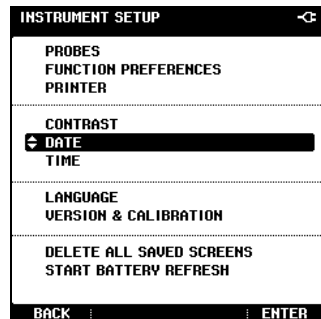 INSTRUMENT SETUP
PROBES
FUNCTION PREFERENCES
PRINTER
CONTRAST
DATE
TIME
LANGUAGE
VERSION & CALIBRATION
DELETE ALL SAVED SCREENS
START BATTERY REFRESH
BACK ENTER